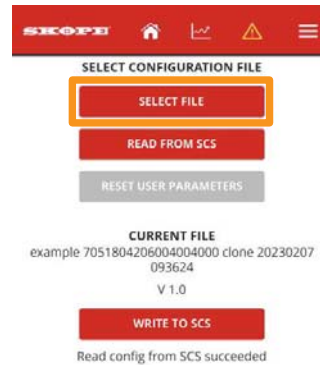 SKOPE
SELECT CONFIGURATION FILE
SELECT FILE
READ FROM SCS
RESET USER PARAMETERS
CURRENT FILE
example 7051804206004004000 clone 20230207
093624
V 1.0
WRITE TO SCS
Read config from SCS succeeded